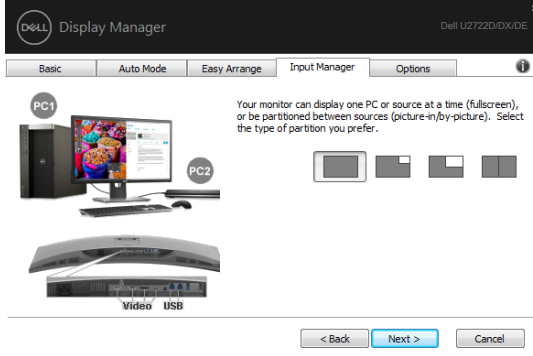 DELL Display Manager
Dell U2722D/DX/DE
Basic Auto Mode Easy Arrange Input Manager Options
PC1
Your monitor can display one PC or source at a time (fullscreen),
or be partitioned between sources (picture-in/by-picture). Select
the type of partition you prefer.
PC2
Video USB
< Back Next > Cancel